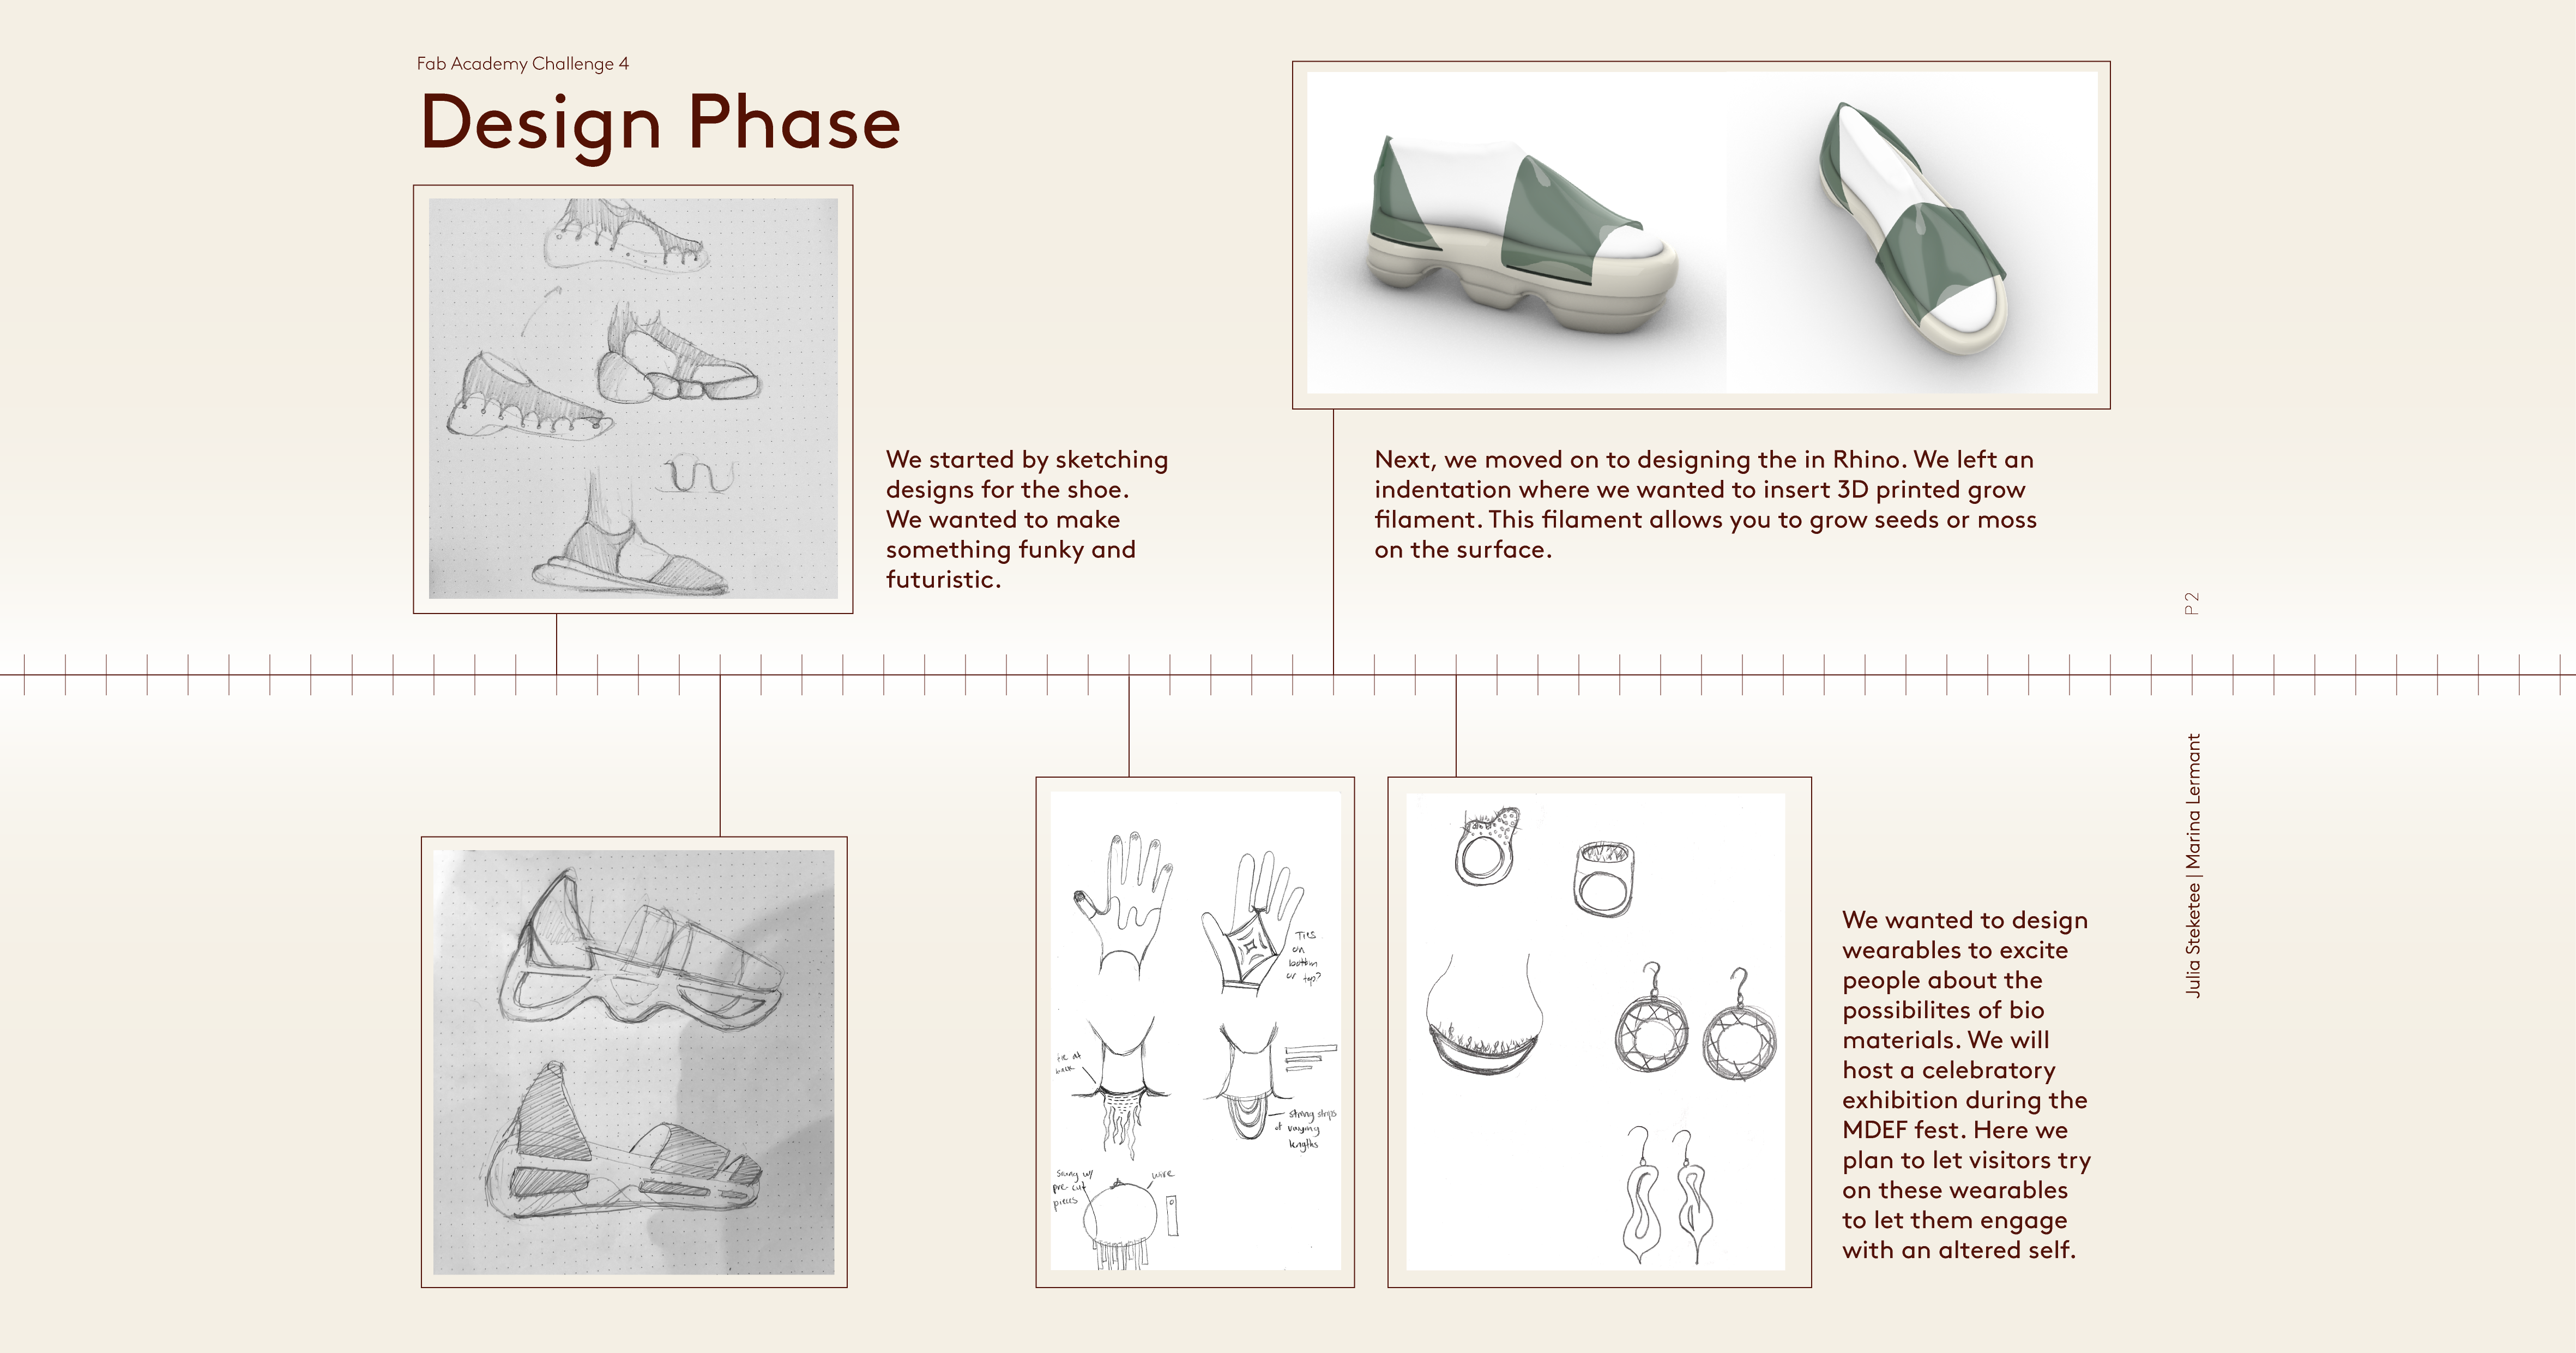 Fab Academy Challenge 4
Design Phase
We started by sketching
designs for the shoe.
We wanted to make
something funky and
futuristic.
Next, we moved on to designing the in Rhino. We left an
indentation where we wanted to insert 3D printed grow
filament. This filament allows you to grow seeds or moss
on the surface.
P 2
Julia Steketee | Marina Lermant
Ties
on
bottom
or top?
tie at
back
strong strips
of varying
lengths
strung w/
pre-cut
pieces
wire
We wanted to design
wearables to excite
people about the
possibilites of bio
materials. We will
host a celebratory
exhibition during the
MDEF fest. Here we
plan to let visitors try
on these wearables
to let them engage
with an altered self.